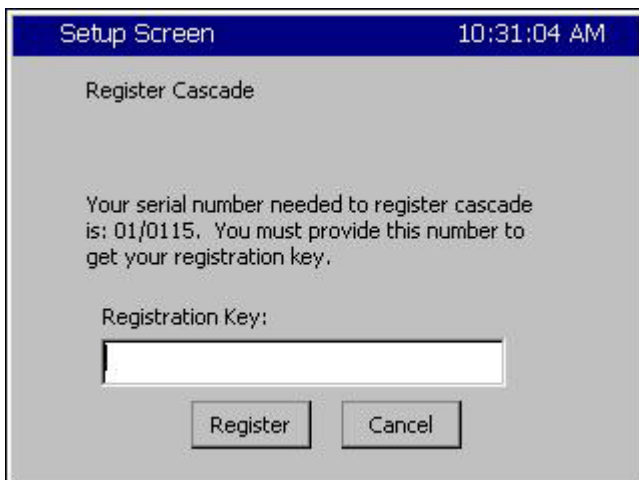 Setup Screen 10:31:04 AM
Register Cascade
Your serial number needed to register cascade
is: 01/0115.  You must provide this number to
get your registration key.
Registration Key:
Register Cancel